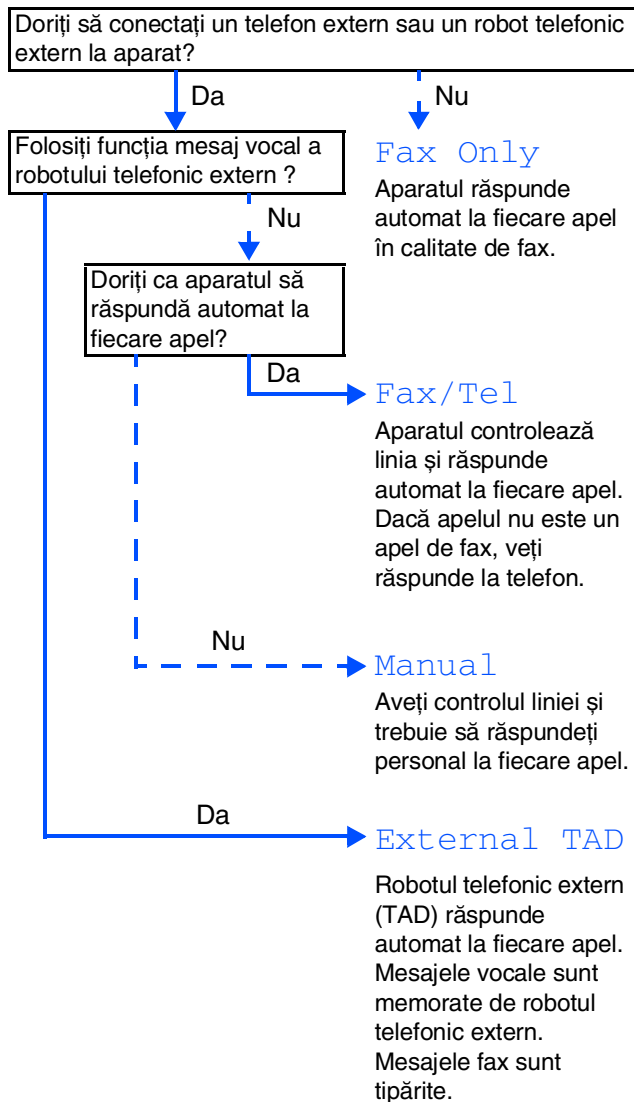 Doriți să conectați un telefon extern sau un robot telefonic
extern la aparat?
Da
Nu
Folosiți funcția mesaj vocal a
robotului telefonic extern ?
Fax Only
Aparatul răspunde
automat la fiecare apel
în calitate de fax.
Nu
Doriți ca aparatul să
răspundă automat la
fiecare apel?
Da
Fax/Tel
Aparatul controlează
linia și răspunde
automat la fiecare apel.
Dacă apelul nu este un
apel de fax, veți
răspunde la telefon.
Nu
Manual
Aveți controlul liniei și
trebuie să răspundeți
personal la fiecare apel.
Da
External TAD
Robotul telefonic extern
(TAD) răspunde
automat la fiecare apel.
Mesajele vocale sunt
memorate de robotul
telefonic extern.
Mesajele fax sunt
tipărite.